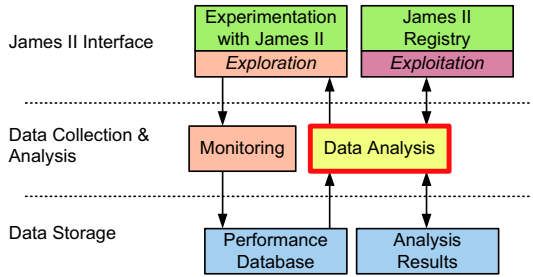 James II Interface
Experimentation
with James II
Exploration
James II
Registry
Exploitation
Data Collection &
Analysis
Monitoring
Data Analysis
Data Storage
Performance
Database
Analysis
Results